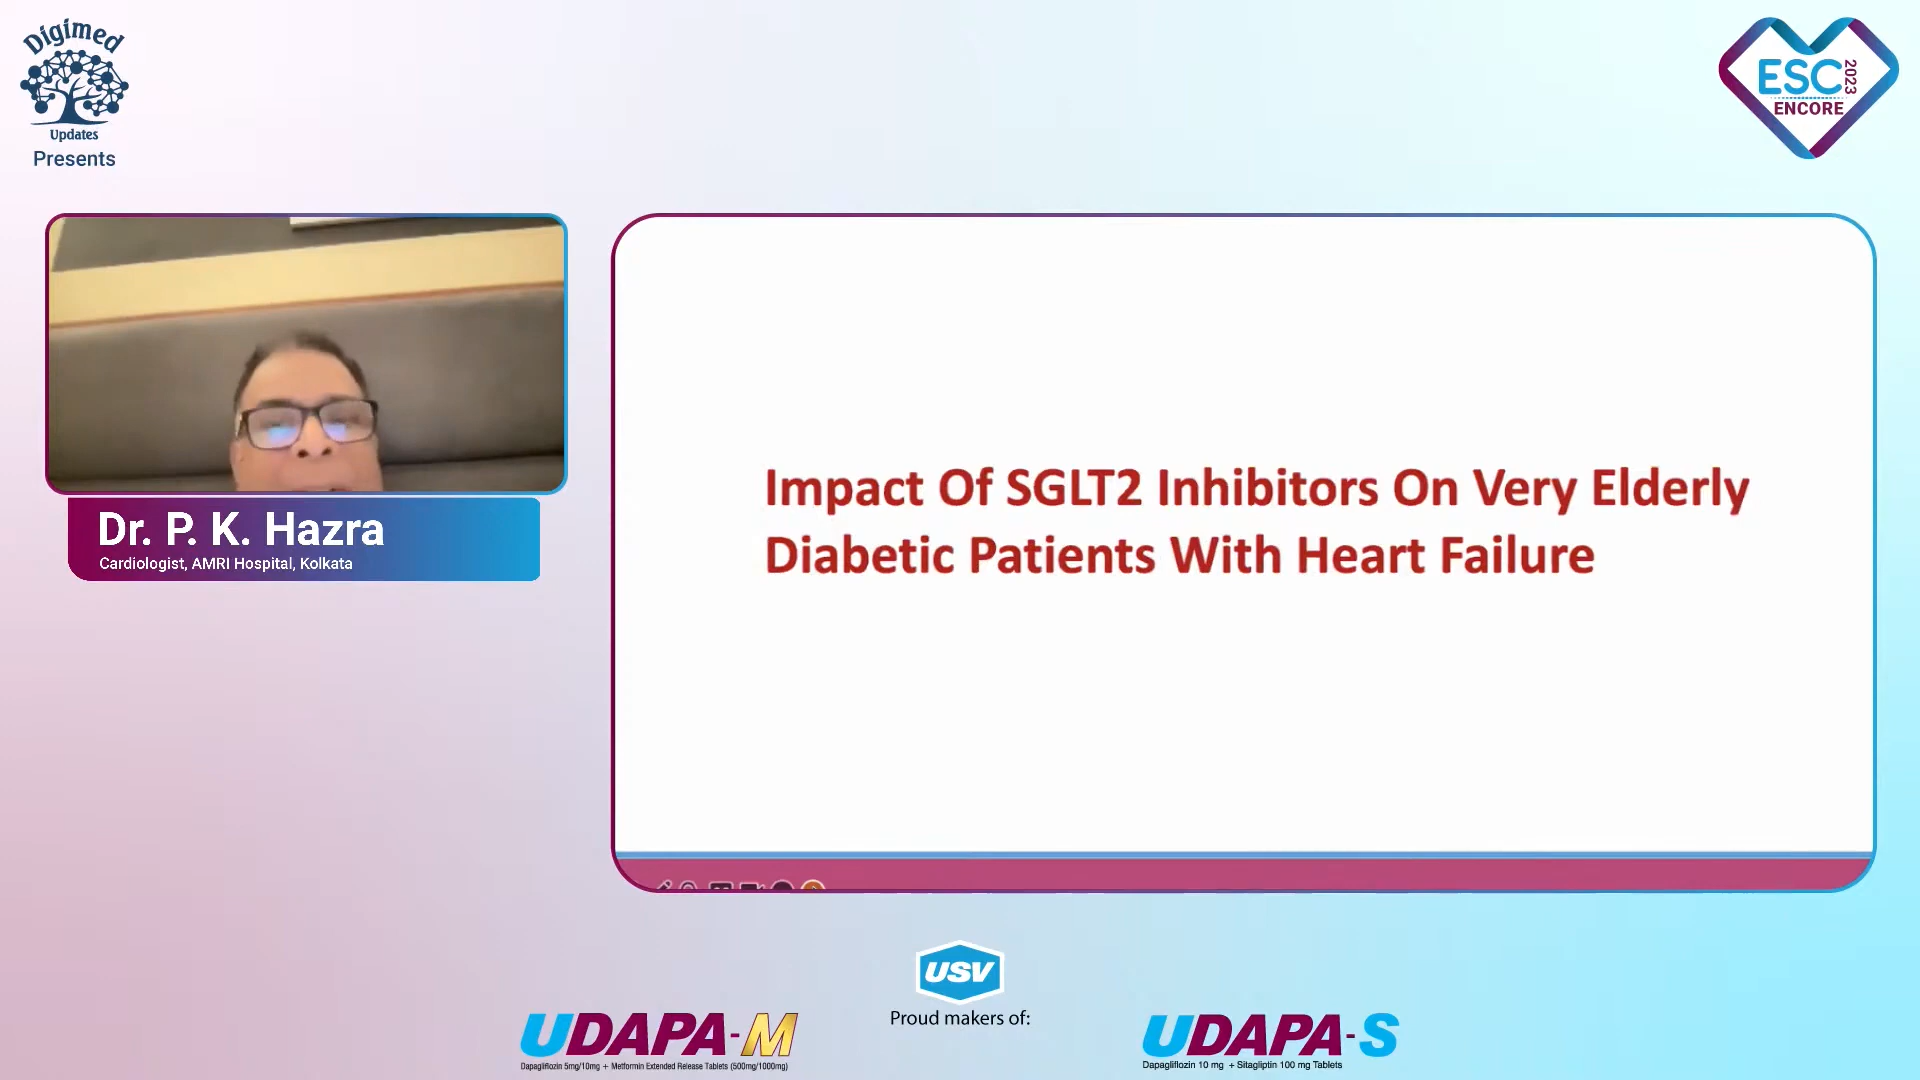 Digimed
Updates
Presents
ESC 2023
ENCORE
Dr. P. K. Hazra
Cardiologist, AMRI Hospital, Kolkata
Impact Of SGLT2 Inhibitors On Very Elderly
Diabetic Patients With Heart Failure
USV
Proud makers of:
UDAPA-M
Dapagliflozin 5mg/10mg + Metformin Extended Release Tablets (500mg/1000mg)
UDAPA-S
Dapagliflozin 10 mg + Sitagliptin 100 mg Tablets